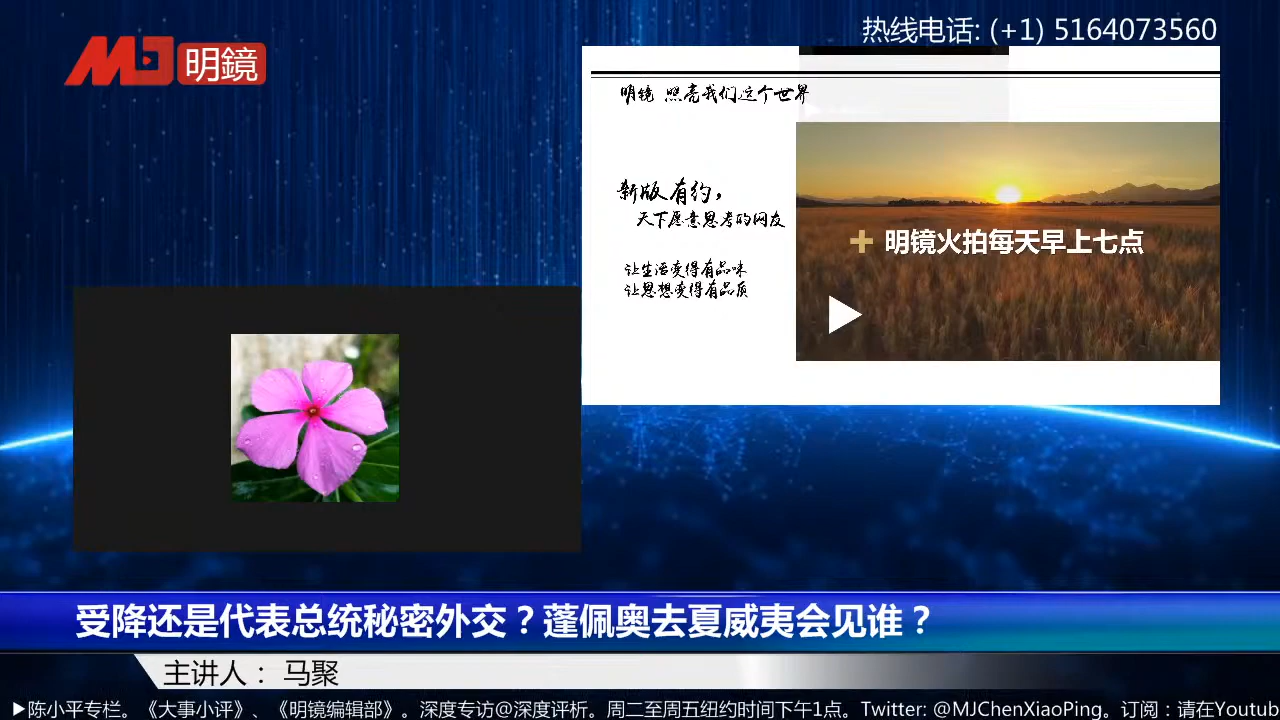 热线电话: (+1) 5164073560
MJ 明鏡
明镜 照亮我们这个世界
新版有约，
天下愿意思考的网友
让生活变得有品味
让思想变得有品质
明镜火拍每天早上七点
受降还是代表总统秘密外交？蓬佩奥去夏威夷会见谁？
主讲人： 马聚
▶陈小平专栏。《大事小评》、《明镜编辑部》。深度专访@深度评析。周二至周五纽约时间下午1点。Twitter: @MJChenXiaoPing。订阅：请在Youtub